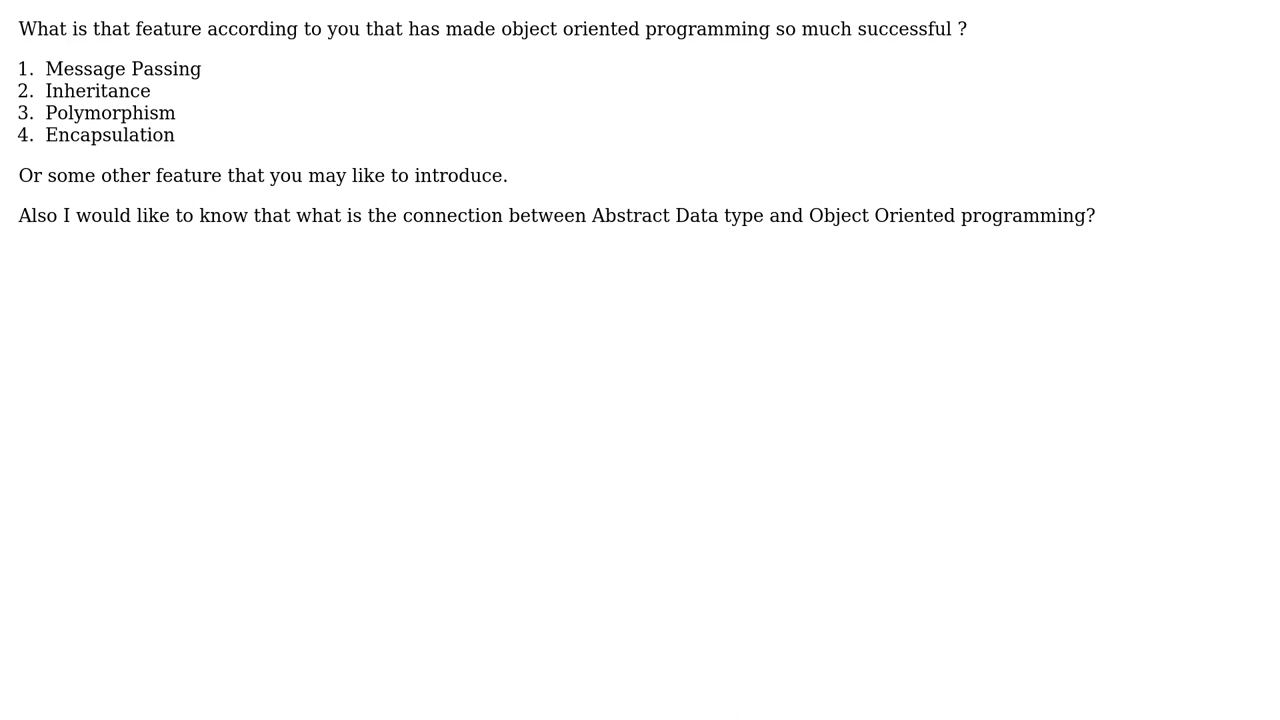 What is that feature according to you that has made object oriented programming so much successful ?
1. Message Passing
2. Inheritance
3. Polymorphism
4. Encapsulation
Or some other feature that you may like to introduce.
Also I would like to know that what is the connection between Abstract Data type and Object Oriented programming?